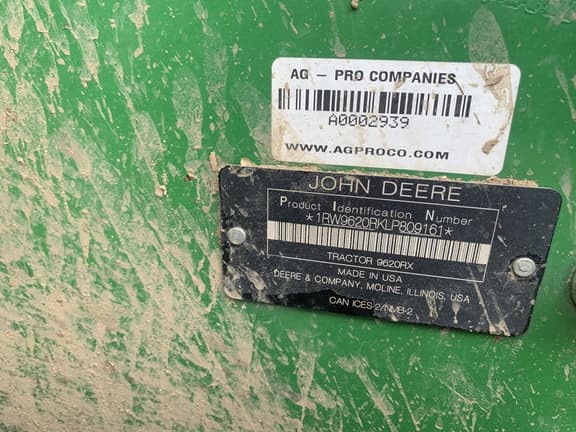 AG – PRO COMPANIES
A0002939
WWW.AGPROCO.COM
JOHN DEERE
Product Identification Number
*1RW9620RKLP809161*
TRACTOR 9620RX
MADE IN USA
DEERE & COMPANY, MOLINE, ILLINOIS, USA
CAN ICES-2/NMB-2